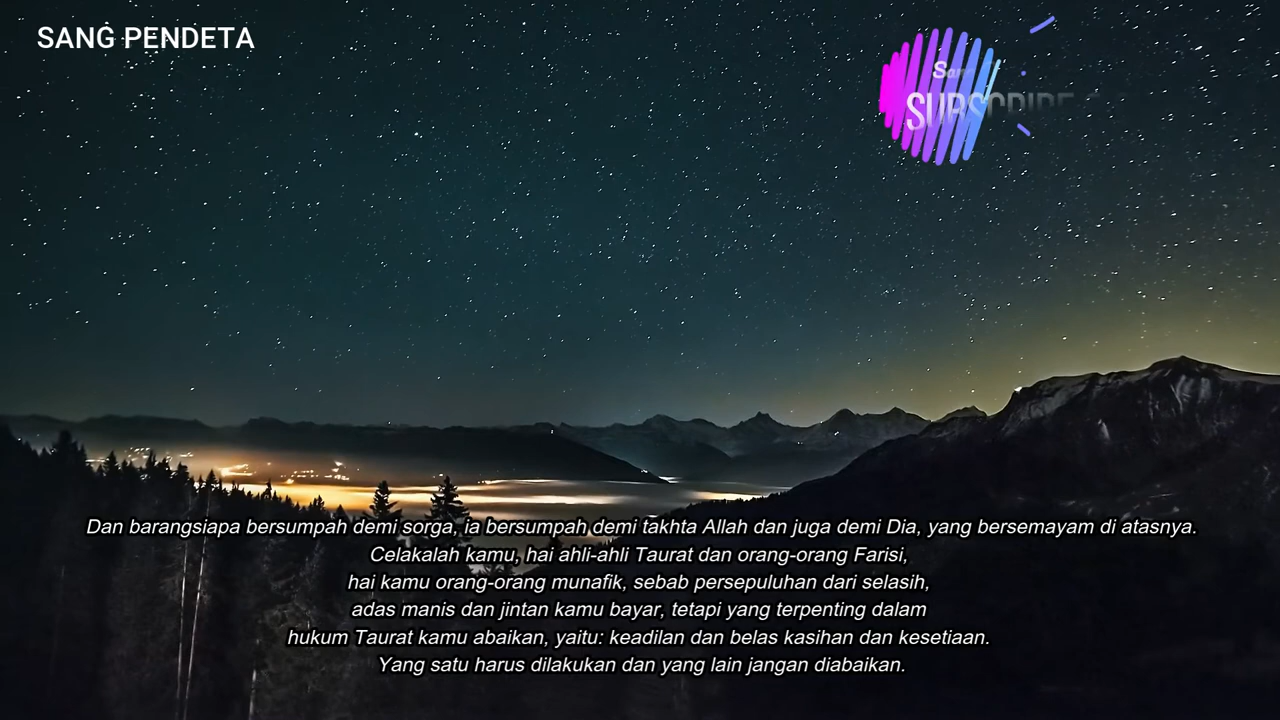 SANG PENDETA
SUBSCRIBE
Dan barangsiapa bersumpah demi sorga, ia bersumpah demi takhta Allah dan juga demi Dia, yang bersemayam di atasnya.
Celakalah kamu, hai ahli-ahli Taurat dan orang-orang Farisi,
hai kamu orang-orang munafik, sebab persepuluhan dari selasih,
adas manis dan jintan kamu bayar, tetapi yang terpenting dalam
hukum Taurat kamu abaikan, yaitu: keadilan dan belas kasihan dan kesetiaan.
Yang satu harus dilakukan dan yang lain jangan diabaikan.